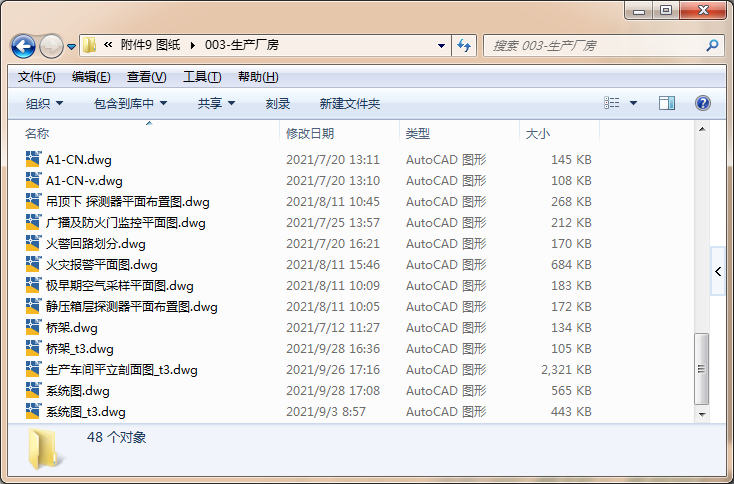 « 附件9 图纸 ▸ 003-生产厂房
搜索 003-生产厂房
文件(F) 编辑(E) 查看(V) 工具(T) 帮助(H)
组织 包含到库中 共享 刻录 新建文件夹
名称 修改日期 类型 大小
A1-CN.dwg 2021/7/20 13:11 AutoCAD 图形 145 KB
A1-CN-v.dwg 2021/7/20 13:10 AutoCAD 图形 108 KB
吊顶下 探测器平面布置图.dwg 2021/8/11 10:45 AutoCAD 图形 268 KB
广播及防火门监控平面图.dwg 2021/7/25 13:57 AutoCAD 图形 212 KB
火警回路划分.dwg 2021/7/20 16:21 AutoCAD 图形 170 KB
火灾报警平面图.dwg 2021/8/11 15:46 AutoCAD 图形 684 KB
极早期空气采样平面图.dwg 2021/8/11 10:09 AutoCAD 图形 183 KB
静压箱层探测器平面布置图.dwg 2021/8/11 10:05 AutoCAD 图形 172 KB
桥架.dwg 2021/7/12 11:27 AutoCAD 图形 134 KB
桥架_t3.dwg 2021/9/28 16:36 AutoCAD 图形 105 KB
生产车间平立剖面图_t3.dwg 2021/9/26 17:16 AutoCAD 图形 2,321 KB
系统图.dwg 2021/9/28 17:08 AutoCAD 图形 565 KB
系统图_t3.dwg 2021/9/3 8:57 AutoCAD 图形 443 KB
48 个对象